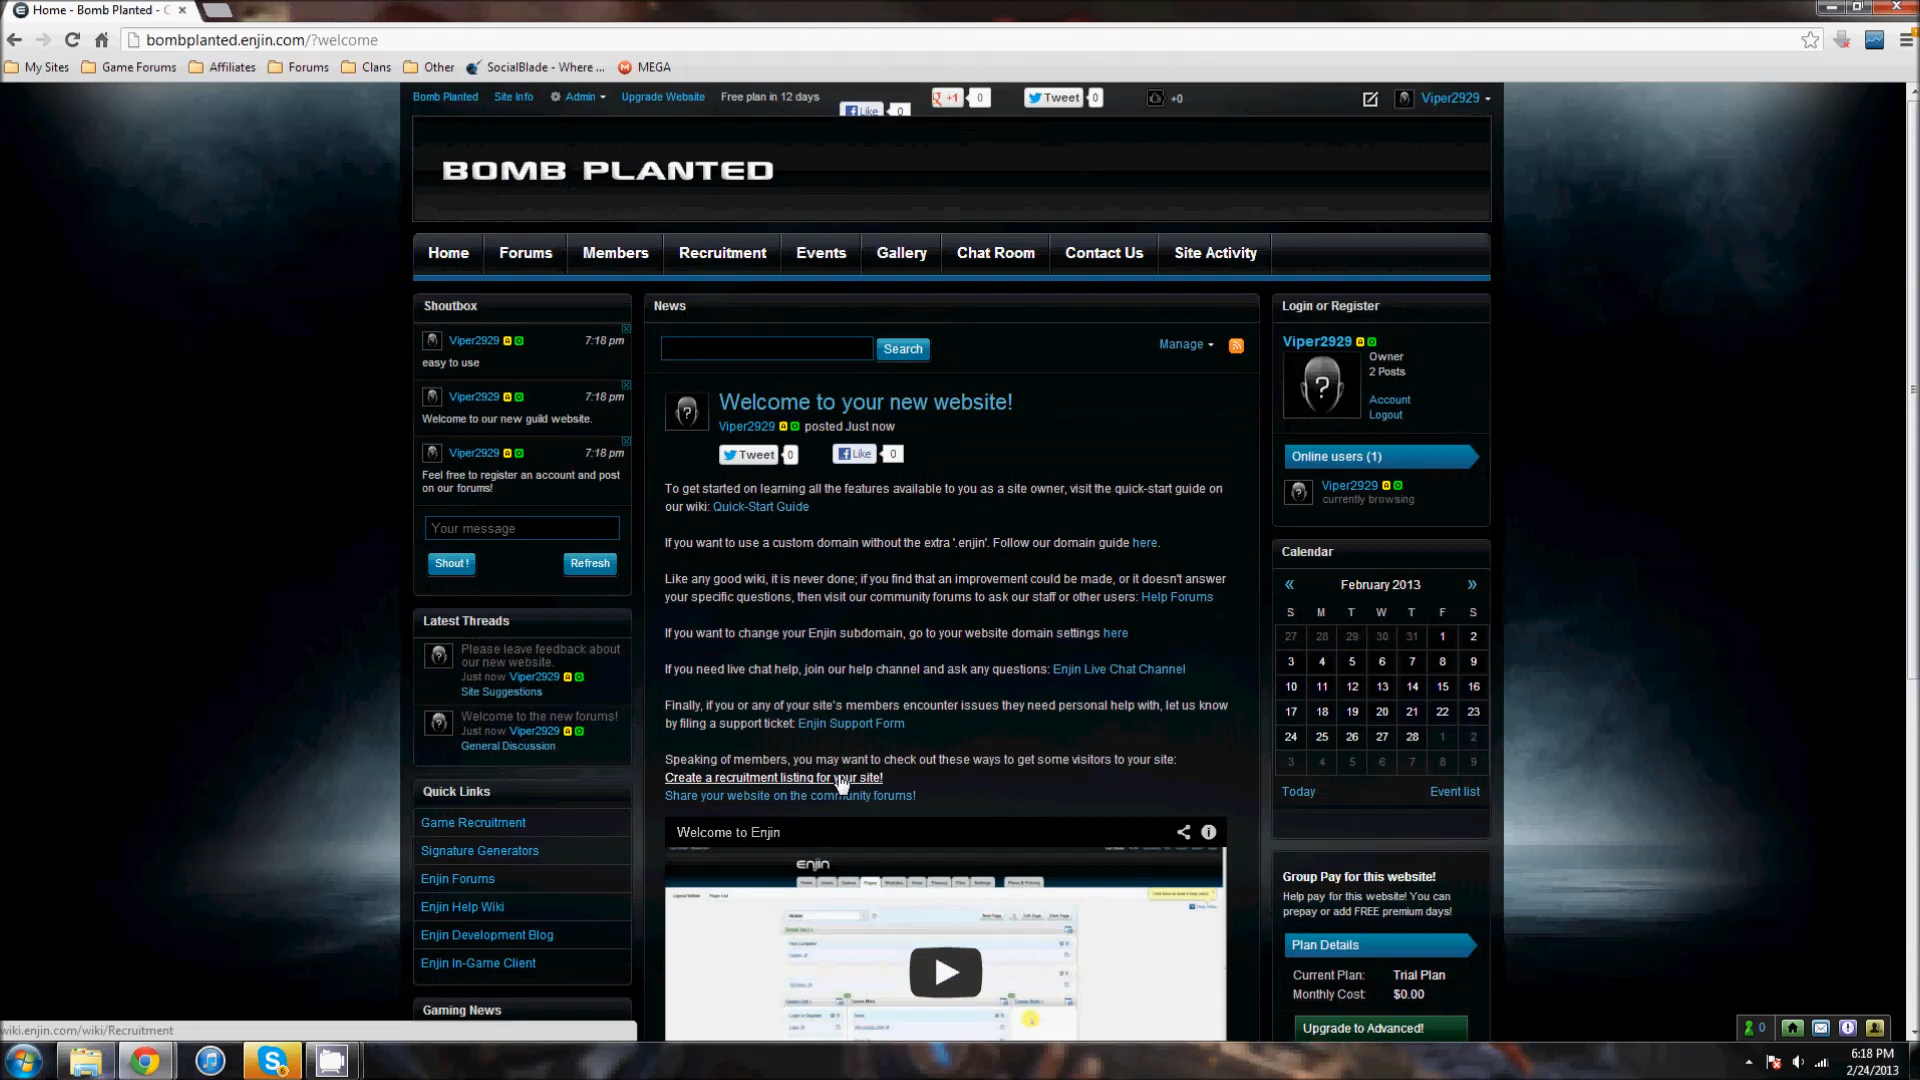 Home - Bomb Planted - C
bombplanted.enjin.com/?welcome
My Sites
Game Forums
Affiliates
Forums
Clans
Other
SocialBlade - Where ...
MEGA
Bomb Planted
Site Info
Admin
Upgrade Website
Free plan in 12 days
Like
0
+1
0
Tweet
0
+0
Viper2929
BOMB PLANTED
Home
Forums
Members
Recruitment
Events
Gallery
Chat Room
Contact Us
Site Activity
Shoutbox
Viper2929
7:18 pm
easy to use
Viper2929
7:18 pm
Welcome to our new guild website.
Viper2929
7:18 pm
Feel free to register an account and post
on our forums!
Your message
Shout!
Refresh
Latest Threads
Please leave feedback about
our new website.
Just now Viper2929
Site Suggestions
Welcome to the new forums!
Just now Viper2929
General Discussion
Quick Links
Game Recruitment
Signature Generators
Enjin Forums
Enjin Help Wiki
Enjin Development Blog
Enjin In-Game Client
Gaming News
wiki.enjin.com/wiki/Recruitment
News
Search
Manage
Welcome to your new website!
Viper2929 posted Just now
Tweet
0
Like
0
To get started on learning all the features available to you as a site owner, visit the quick-start guide on
our wiki: Quick-Start Guide
If you want to use a custom domain without the extra '.enjin'. Follow our domain guide here.
Like any good wiki, it is never done; if you find that an improvement could be made, or it doesn't answer
your specific questions, then visit our community forums to ask our staff or other users: Help Forums
If you want to change your Enjin subdomain, go to your website domain settings here
If you need live chat help, join our help channel and ask any questions: Enjin Live Chat Channel
Finally, if you or any of your site's members encounter issues they need personal help with, let us know
by filing a support ticket: Enjin Support Form
Speaking of members, you may want to check out these ways to get some visitors to your site:
Create a recruitment listing for your site!
Share your website on the community forums!
Welcome to Enjin
enjin
Login or Register
Viper2929
Owner
2 Posts
Account
Logout
Online users (1)
Viper2929
currently browsing
Calendar
« February 2013 »
S M T W T F S
27 28 29 30 31 1 2
3 4 5 6 7 8 9
10 11 12 13 14 15 16
17 18 19 20 21 22 23
24 25 26 27 28 1 2
3 4 5 6 7 8 9
Today
Event list
Group Pay for this website!
Help pay for this website! You can
prepay or add FREE premium days!
Plan Details
Current Plan: Trial Plan
Monthly Cost: $0.00
Upgrade to Advanced!
0
6:18 PM
2/24/2013